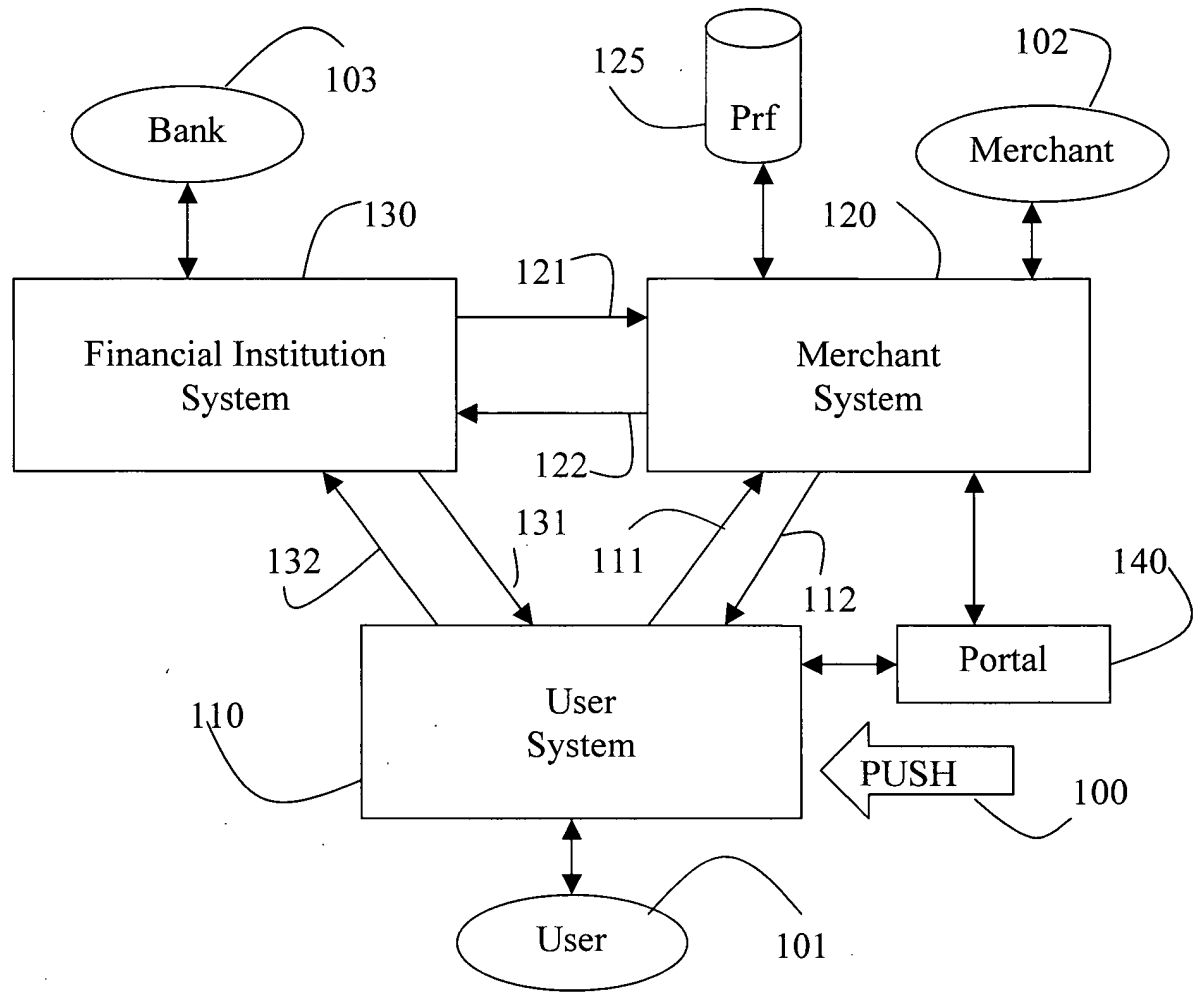 103
Bank
125
Prf
102
Merchant
130
120
121
Financial Institution
System
Merchant
System
122
132
131
111
112
140
Portal
110
User
System
PUSH
100
User
101